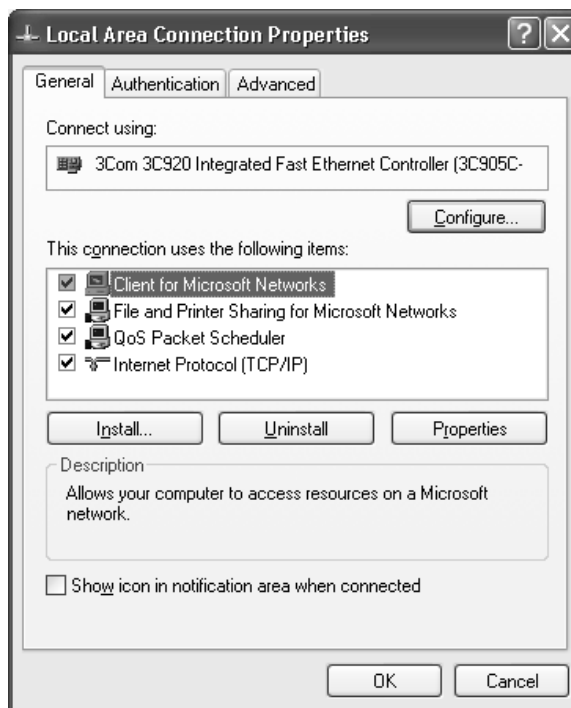 Local Area Connection Properties
General Authentication Advanced
Connect using:
3Com 3C920 Integrated Fast Ethernet Controller (3C905C-
Configure...
This connection uses the following items:
Client for Microsoft Networks
File and Printer Sharing for Microsoft Networks
QoS Packet Scheduler
Internet Protocol (TCP/IP)
Install... Uninstall Properties
Description
Allows your computer to access resources on a Microsoft
network.
Show icon in notification area when connected
OK Cancel